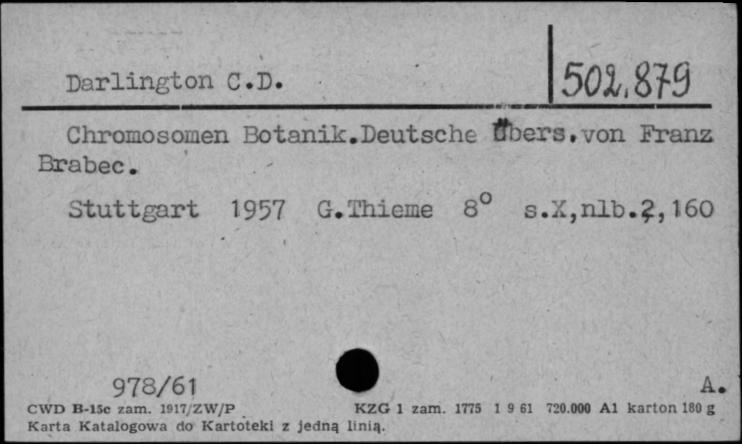 Darlington C.D.
502,879
Chromosomen Botanik.Deutsche Übers.von Franz
Brabec.
Stuttgart 1957 G.Thieme 8° s.X,nlb.2,160
978/61
A.
CWD B-15c zam. 1917/ZW/P KZG 1 zam. 1775 1 9 61 720.000 A1 karton 180 g
Karta Katalogowa do Kartoteki z jedną linią.